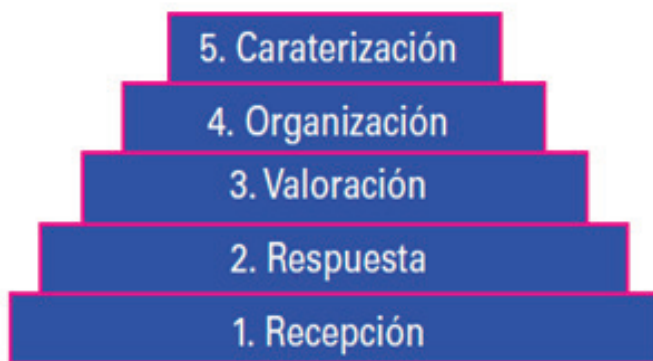 5. Caraterización
4. Organización
3. Valoración
2. Respuesta
1. Recepción